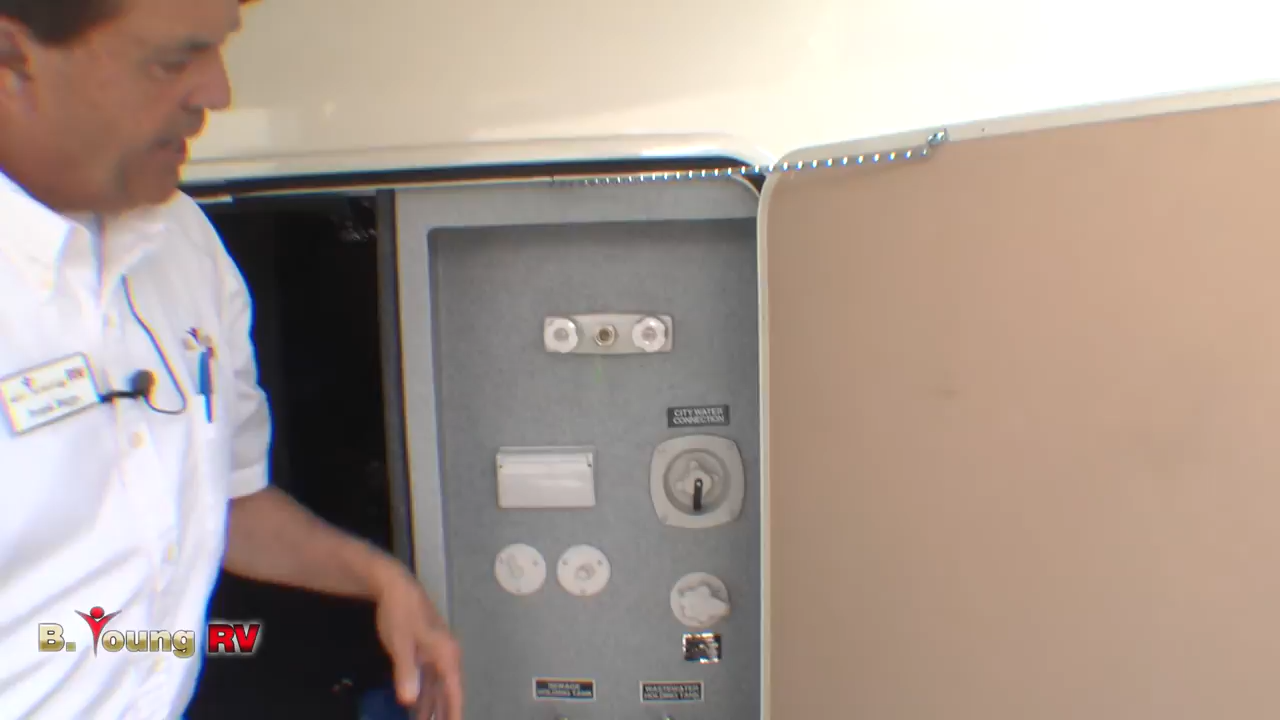 CITY WATER
CONNECTION
SEWAGE
HOLDING TANK
WASTEWATER
HOLDING TANK
B. Young RV